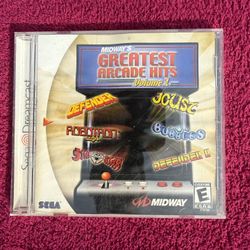 MIDWAY'S
GREATEST
ARCADE HITS
Volume 1
DEFENDER
JOUST
ROBOTRON
BUBBLES
SINISTAR
DEFENDER II
Sega Dreamcast
SEGA
MIDWAY
E